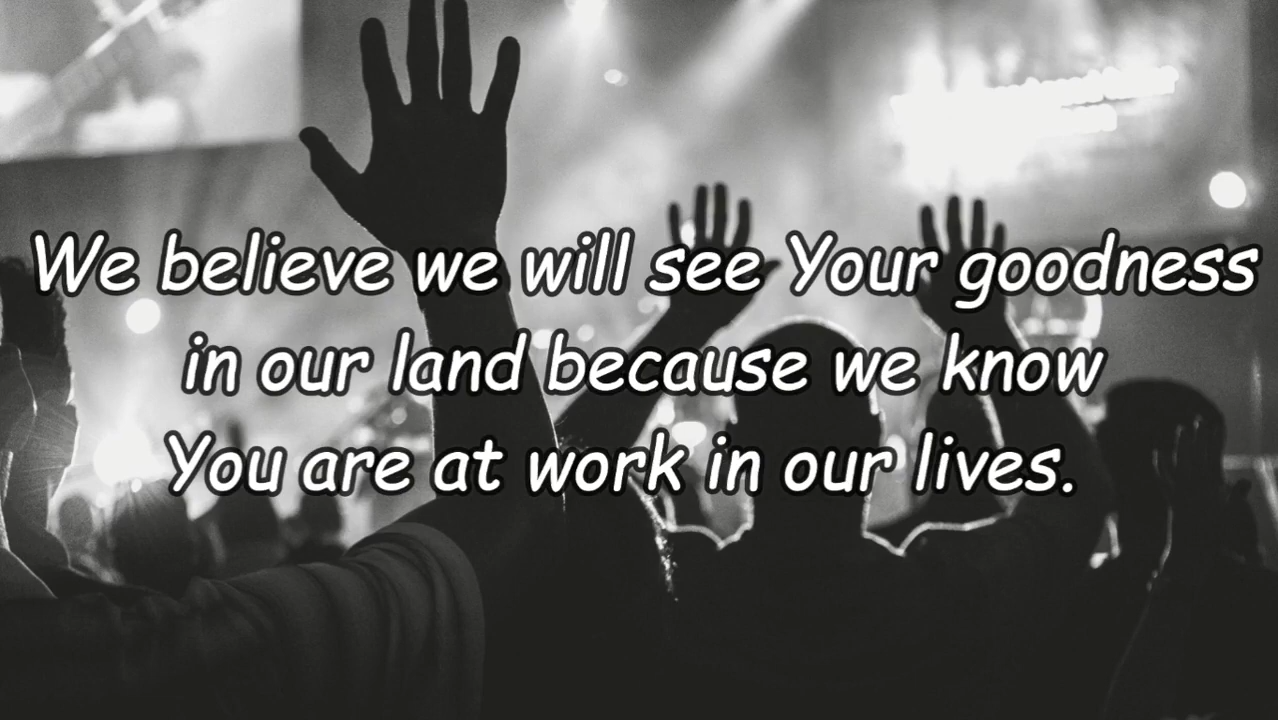 We believe we will see Your goodness
in our land because we know
You are at work in our lives.